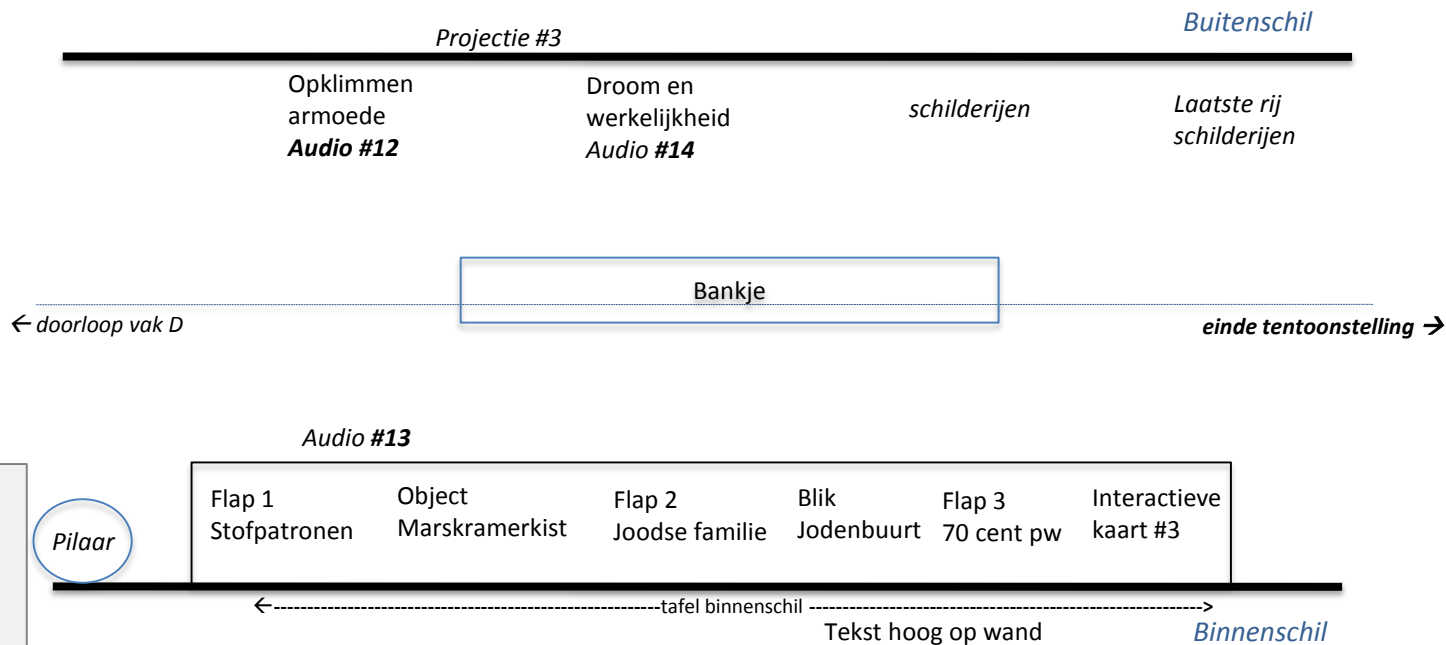 Buitenschil
Projectie #3
Opklimmen
armoede
Audio #12
Droom en
werkelijkheid
Audio #14
schilderijen
Laatste rij
schilderijen
Bankje
← doorloop vak D
einde tentoonstelling →
Audio #13
Pilaar
Flap 1
Stofpatronen
Object
Marskramerkist
Flap 2
Joodse familie
Blik
Jodenbuurt
Flap 3
70 cent pw
Interactieve
kaart #3
←----------------------------------------------------tafel binnenschil ----------------------------------------------------->
Tekst hoog op wand
Binnenschil